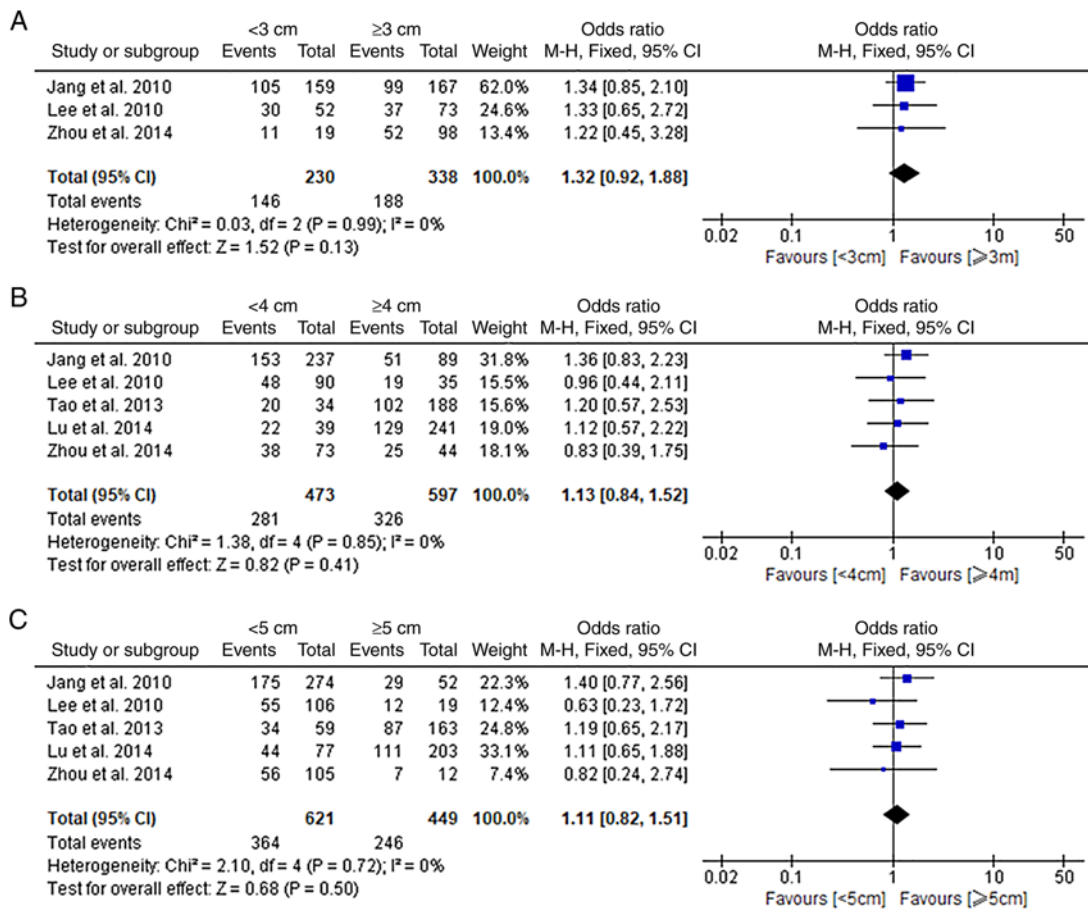 A
<3 cm ≥3 cm Odds ratio Odds ratio
Study or subgroup Events Total Events Total Weight M-H, Fixed, 95% CI M-H, Fixed, 95% CI
Jang et al. 2010 105 159 99 167 62.0% 1.34 [0.85, 2.10]
Lee et al. 2010 30 52 37 73 24.6% 1.33 [0.65, 2.72]
Zhou et al. 2014 11 19 52 98 13.4% 1.22 [0.45, 3.28]
Total (95% CI) 230 338 100.0% 1.32 [0.92, 1.88]
Total events 146 188
Heterogeneity: Chi² = 0.03, df = 2 (P = 0.99); I² = 0%
Test for overall effect: Z = 1.52 (P = 0.13)
0.02 0.1 1 10 50
Favours [<3cm] Favours [⩾3m]
B
<4 cm ≥4 cm Odds ratio Odds ratio
Study or subgroup Events Total Events Total Weight M-H, Fixed, 95% CI M-H, Fixed, 95% CI
Jang et al. 2010 153 237 51 89 31.8% 1.36 [0.83, 2.23]
Lee et al. 2010 48 90 19 35 15.5% 0.96 [0.44, 2.11]
Tao et al. 2013 20 34 102 188 15.6% 1.20 [0.57, 2.53]
Lu et al. 2014 22 39 129 241 19.0% 1.12 [0.57, 2.22]
Zhou et al. 2014 38 73 25 44 18.1% 0.83 [0.39, 1.75]
Total (95% CI) 473 597 100.0% 1.13 [0.84, 1.52]
Total events 281 326
Heterogeneity: Chi² = 1.38, df = 4 (P = 0.85); I² = 0%
Test for overall effect: Z = 0.82 (P = 0.41)
0.02 0.1 1 10 50
Favours [<4cm] Favours [⩾4m]
C
<5 cm ≥5 cm Odds ratio Odds ratio
Study or subgroup Events Total Events Total Weight M-H, Fixed, 95% CI M-H, Fixed, 95% CI
Jang et al. 2010 175 274 29 52 22.3% 1.40 [0.77, 2.56]
Lee et al. 2010 55 106 12 19 12.4% 0.63 [0.23, 1.72]
Tao et al. 2013 34 59 87 163 24.8% 1.19 [0.65, 2.17]
Lu et al. 2014 44 77 111 203 33.1% 1.11 [0.65, 1.88]
Zhou et al. 2014 56 105 7 12 7.4% 0.82 [0.24, 2.74]
Total (95% CI) 621 449 100.0% 1.11 [0.82, 1.51]
Total events 364 246
Heterogeneity: Chi² = 2.10, df = 4 (P = 0.72); I² = 0%
Test for overall effect: Z = 0.68 (P = 0.50)
0.02 0.1 1 10 50
Favours [<5cm] Favours [⩾5cm]